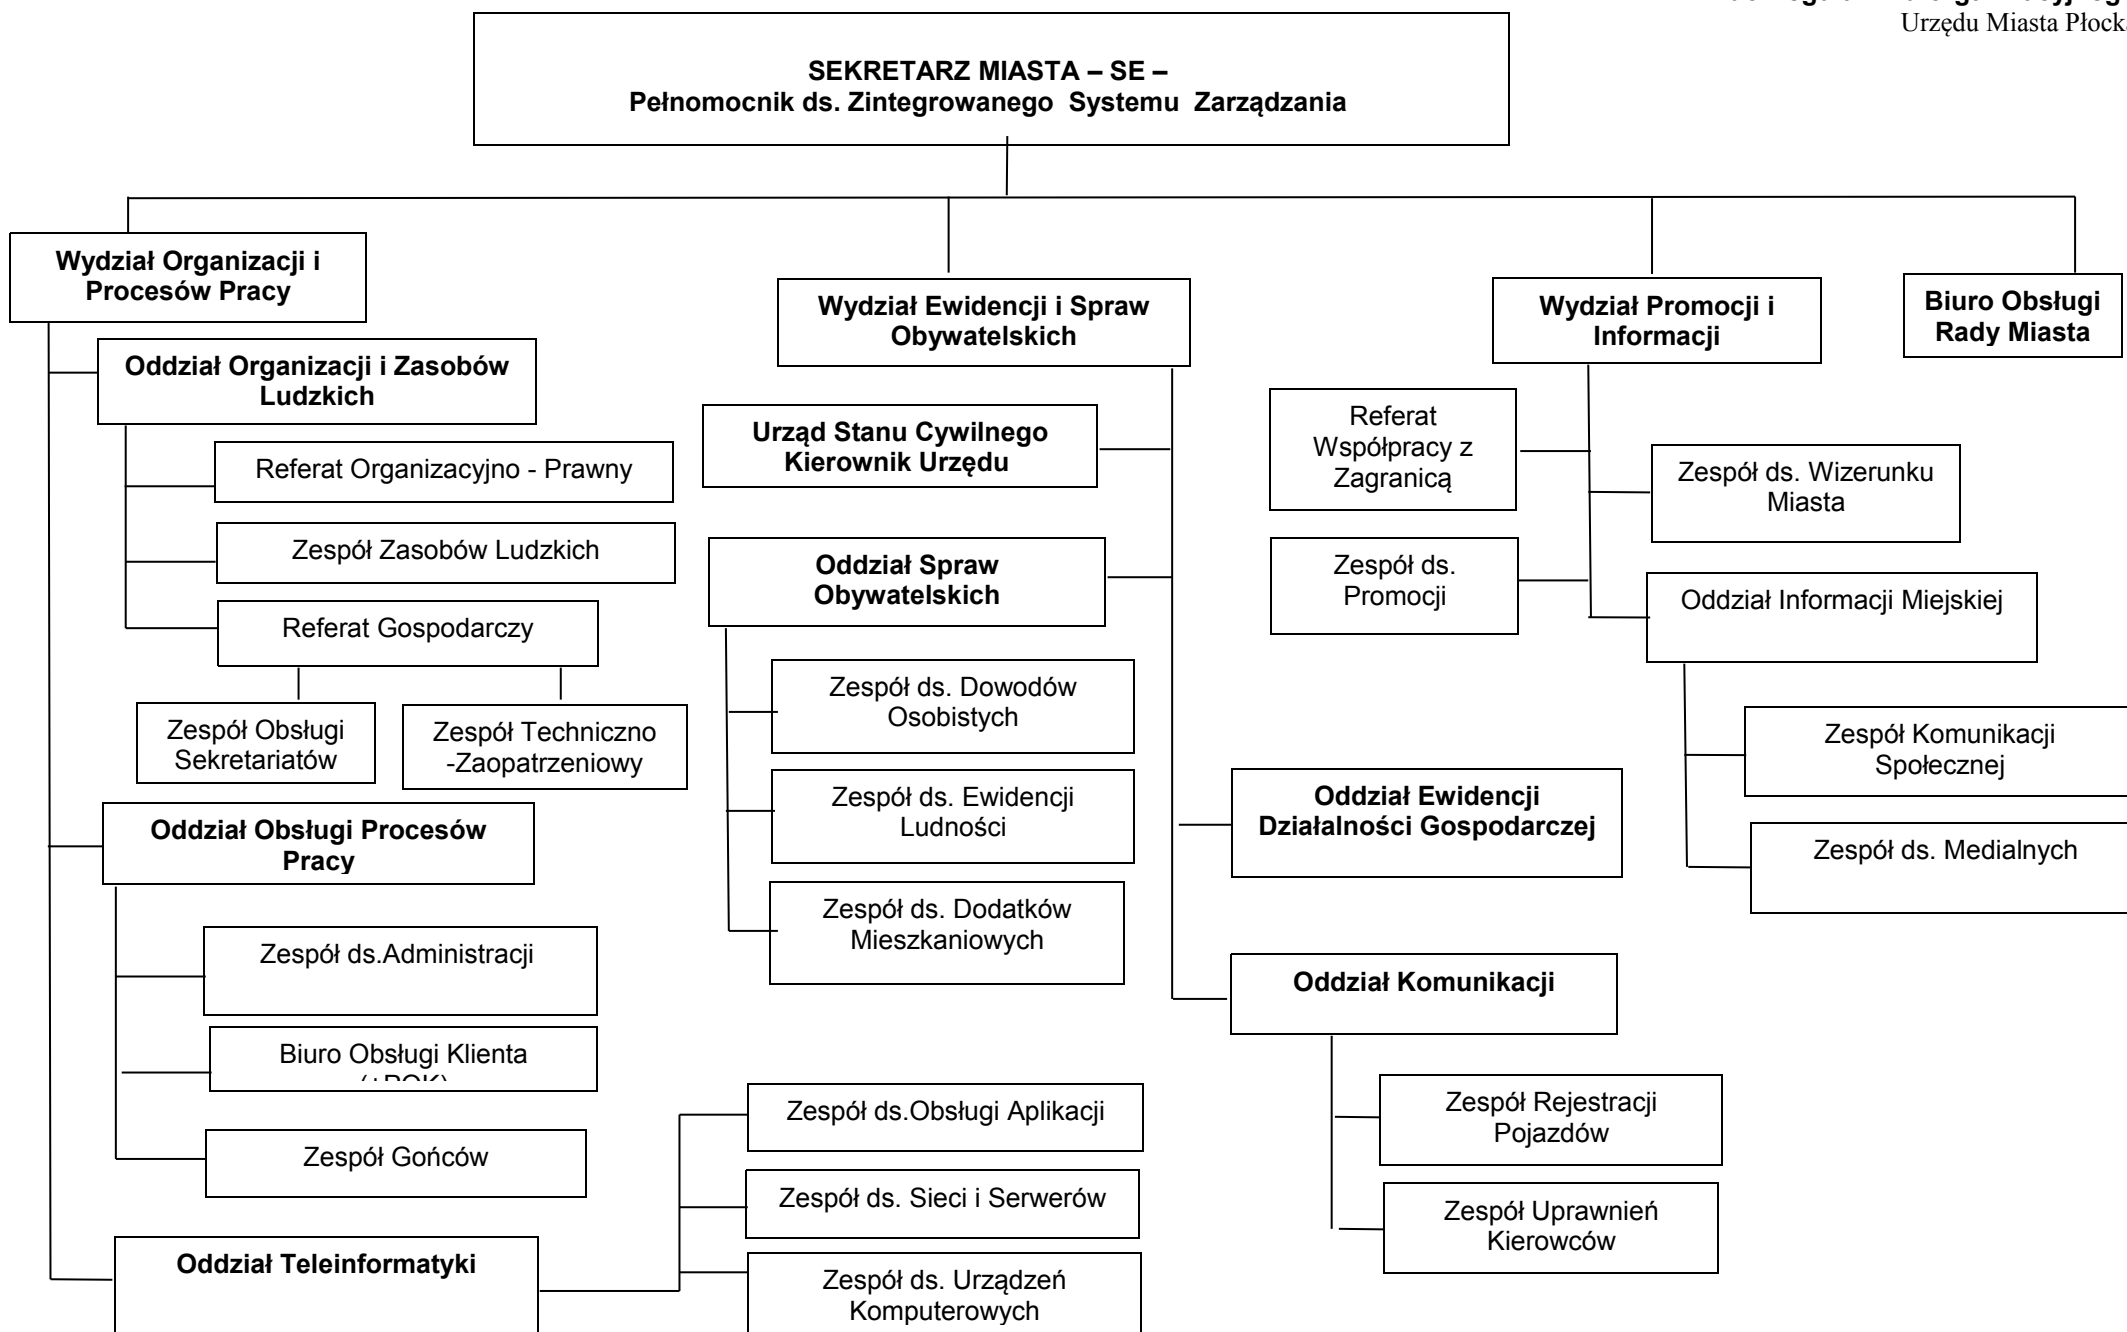 Urzędu Miasta Płocka
SEKRETARZ MIASTA – SE –
Pełnomocnik ds. Zintegrowanego Systemu Zarządzania
Wydział Organizacji i
Procesów Pracy
Wydział Ewidencji i Spraw
Obywatelskich
Wydział Promocji i
Informacji
Biuro Obsługi
Rady Miasta
Oddział Organizacji i Zasobów
Ludzkich
Referat Organizacyjno - Prawny
Zespół Zasobów Ludzkich
Referat Gospodarczy
Zespół Obsługi
Sekretariatów
Zespół Techniczno
-Zaopatrzeniowy
Oddział Obsługi Procesów
Pracy
Zespół ds.Administracji
Biuro Obsługi Klienta
Zespół Gońców
Oddział Teleinformatyki
Zespół ds.Obsługi Aplikacji
Zespół ds. Sieci i Serwerów
Zespół ds. Urządzeń
Komputerowych
Urząd Stanu Cywilnego
Kierownik Urzędu
Oddział Spraw
Obywatelskich
Zespół ds. Dowodów
Osobistych
Zespół ds. Ewidencji
Ludności
Zespół ds. Dodatków
Mieszkaniowych
Oddział Ewidencji
Działalności Gospodarczej
Oddział Komunikacji
Zespół Rejestracji
Pojazdów
Zespół Uprawnień
Kierowców
Referat
Współpracy z
Zagranicą
Zespół ds.
Promocji
Zespół ds. Wizerunku
Miasta
Oddział Informacji Miejskiej
Zespół Komunikacji
Społecznej
Zespół ds. Medialnych